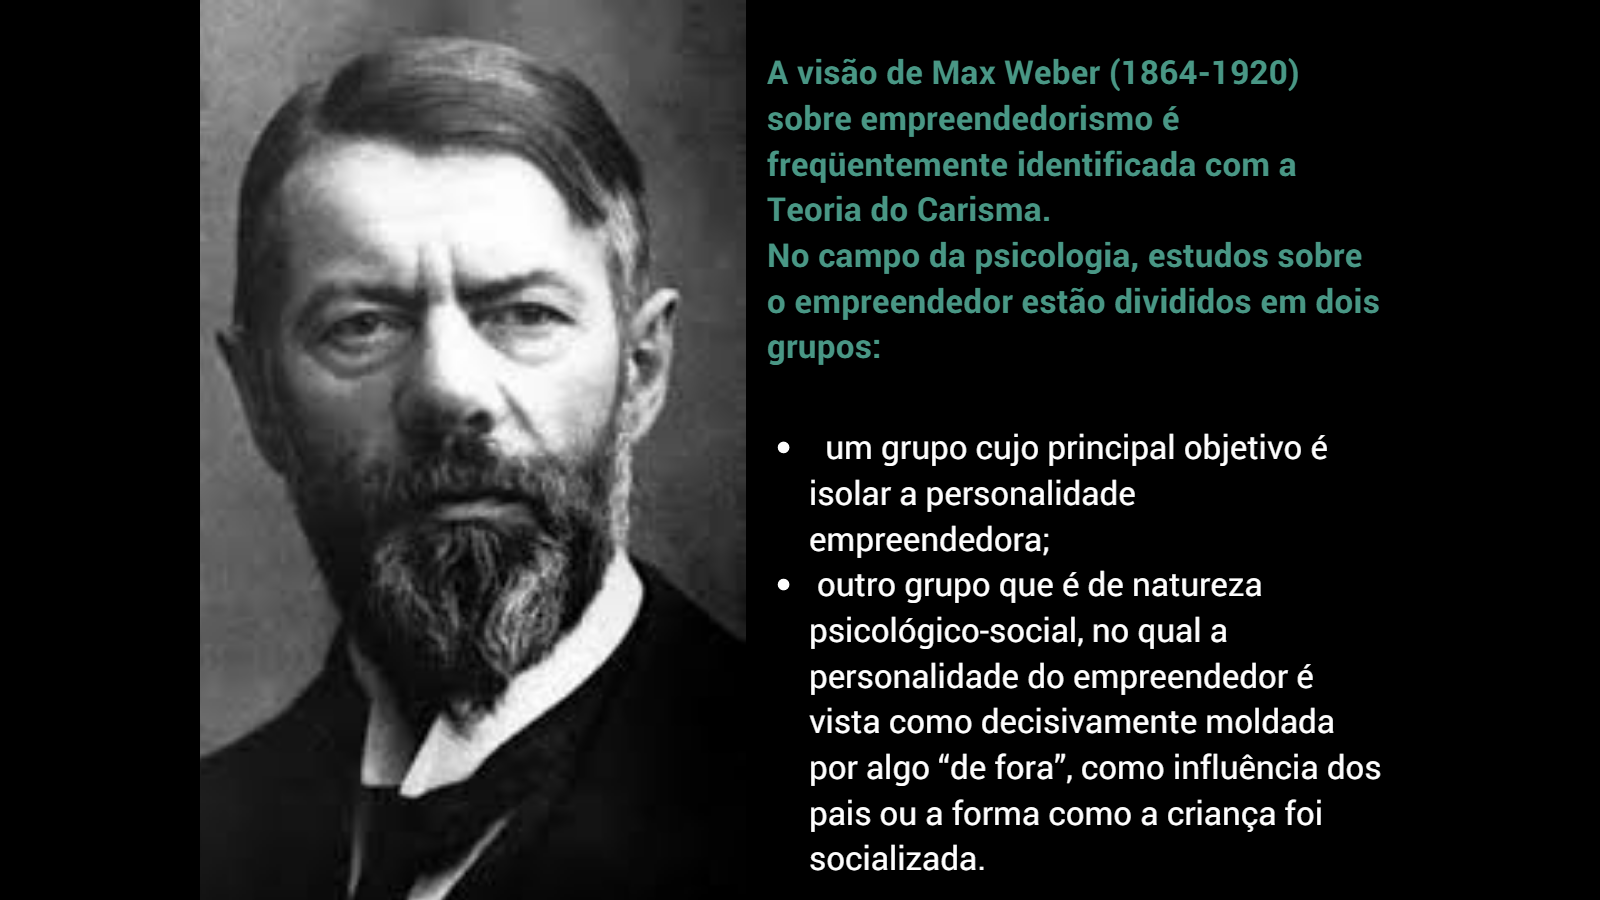 A visão de Max Weber (1864-1920)
sobre empreendedorismo é
freqüentemente identificada com a
Teoria do Carisma.
No campo da psicologia, estudos sobre
o empreendedor estão divididos em dois
grupos:
• um grupo cujo principal objetivo é
isolar a personalidade
empreendedora;
• outro grupo que é de natureza
psicológico-social, no qual a
personalidade do empreendedor é
vista como decisivamente moldada
por algo “de fora”, como influência dos
pais ou a forma como a criança foi
socializada.